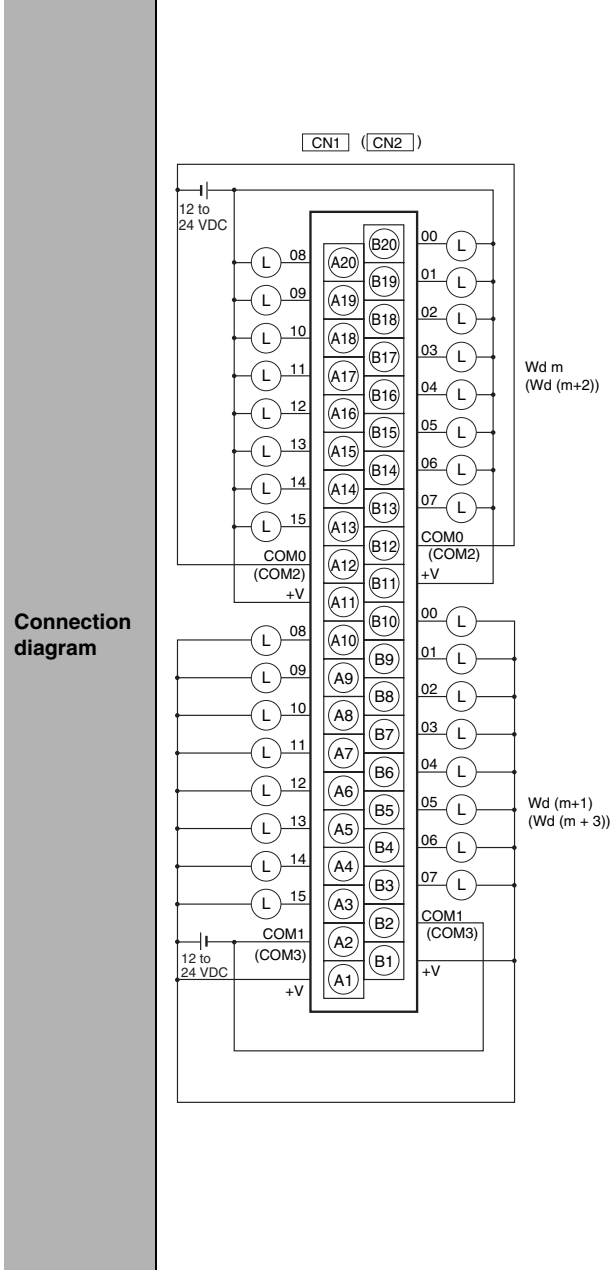 Connection
diagram
CN1 (CN2)
12 to
24 VDC
B20 00 L
L 08 A20
B19 01 L
L 09 A19
B18 02 L
L 10 A18
B17 03 L
L 11 A17
B16 04 L
L 12 A16
B15 05 L
L 13 A15
B14 06 L
L 14 A14
B13 07 L
L 15 A13
Wd m
(Wd (m+2))
B12 COM0
(COM2)
COM0 A12
(COM2)
B11 +V
+V A11
B10 00 L
L 08 A10
B9 01 L
L 09 A9
B8 02 L
L 10 A8
B7 03 L
L 11 A7
B6 04 L
L 12 A6
B5 05 L
L 13 A5
B4 06 L
L 14 A4
B3 07 L
L 15 A3
Wd (m+1)
(Wd (m + 3))
B2 COM1
(COM3)
COM1 A2
(COM3)
12 to
24 VDC
B1 +V
+V A1